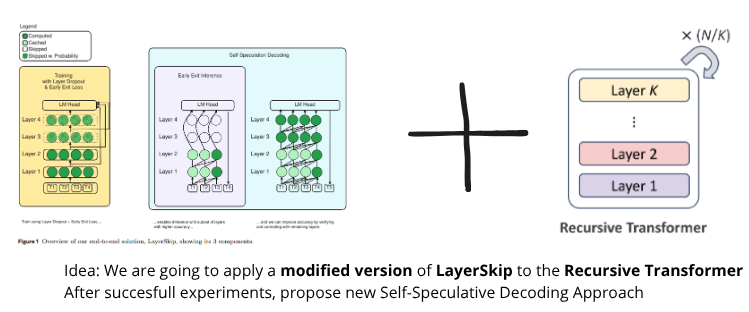 Legend
Computed
Cached
Skipped
Skipped w. Probability
Training
with Layer Dropout
& Early Exit Loss
LM Head
Layer 4
Layer 3
Layer 2
Layer 1
T1 T2 T3 T4
Train using Layer Dropout + Early Exit Loss ...
Self Speculation Decoding
Early Exit Inference
LM Head
Layer 4
Layer 3
Layer 2
Layer 1
T1 T2 T3 T4
... enables inference with subset of layers
with higher accuracy ...
LM Head
Layer 4
Layer 3
Layer 2
Layer 1
T1 T2 T3 T4 T5
... and we can improve accuracy by verifying
and correcting with remaining layers
Figure 1 Overview of our end-to-end solution, LayerSkip, showing its 3 components.
× (N/K)
Layer K
⋮
Layer 2
Layer 1
Recursive Transformer
Idea: We are going to apply a modified version of LayerSkip to the Recursive Transformer
After succesfull experiments, propose new Self-Speculative Decoding Approach